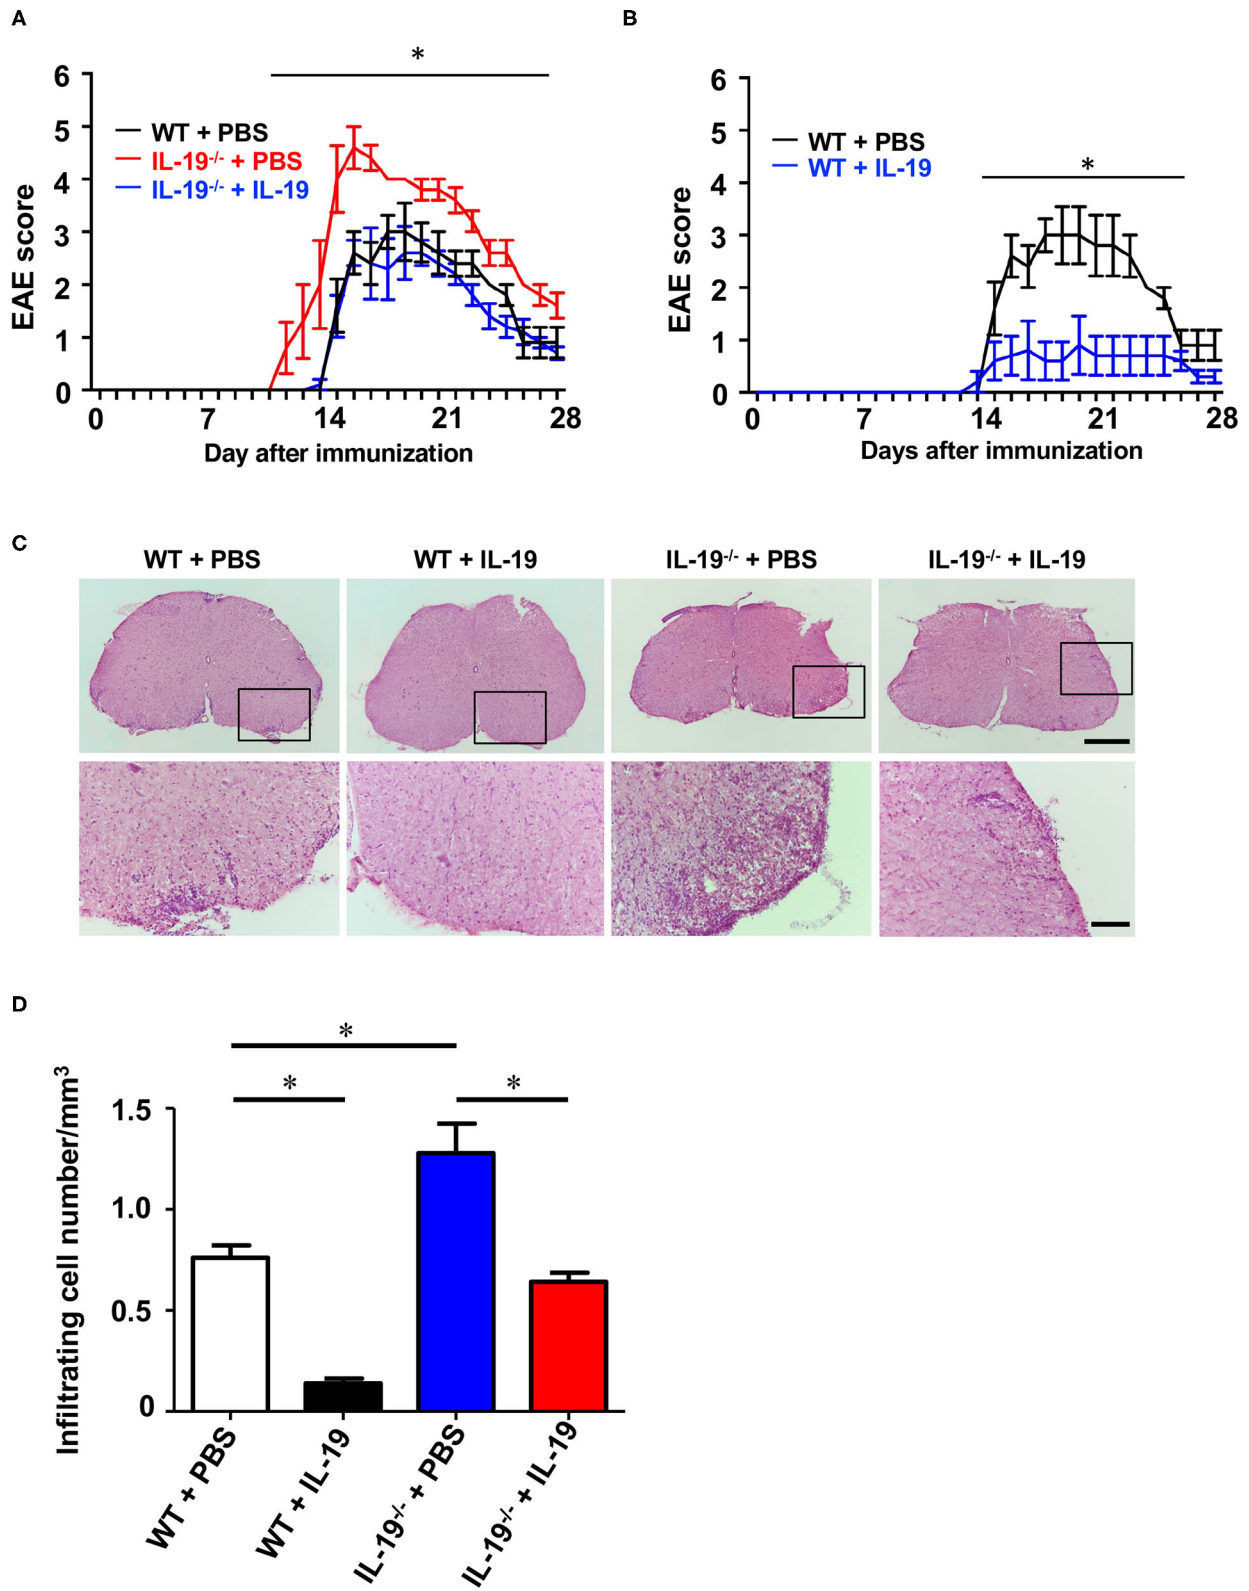 A
*
6
5
4
3
2
1
0
EAE score
WT + PBS
IL-19-/- + PBS
IL-19-/- + IL-19
0 7 14 21 28
Day after immunization
B
6
5
4
3
2
1
0
EAE score
WT + PBS
WT + IL-19
*
0 7 14 21 28
Days after immunization
C
WT + PBS WT + IL-19 IL-19-/- + PBS IL-19-/- + IL-19
D
*
* *
Infiltrating cell number/mm3
1.5
1.0
0.5
0
WT + PBS
WT + IL-19
IL-19-/- + PBS
IL-19-/- + IL-19